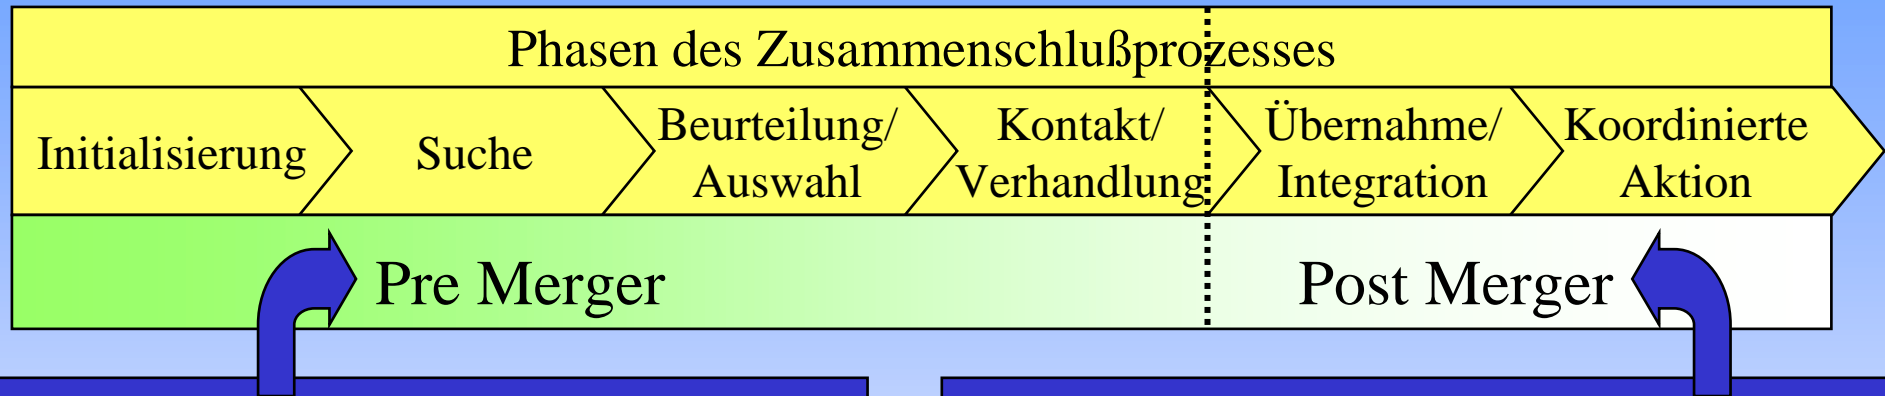 Phasen des Zusammenschlußprozesses
Initialisierung
Suche
Beurteilung/
Auswahl
Kontakt/
Verhandlung
Übernahme/
Integration
Koordinierte
Aktion
Pre Merger
Post Merger